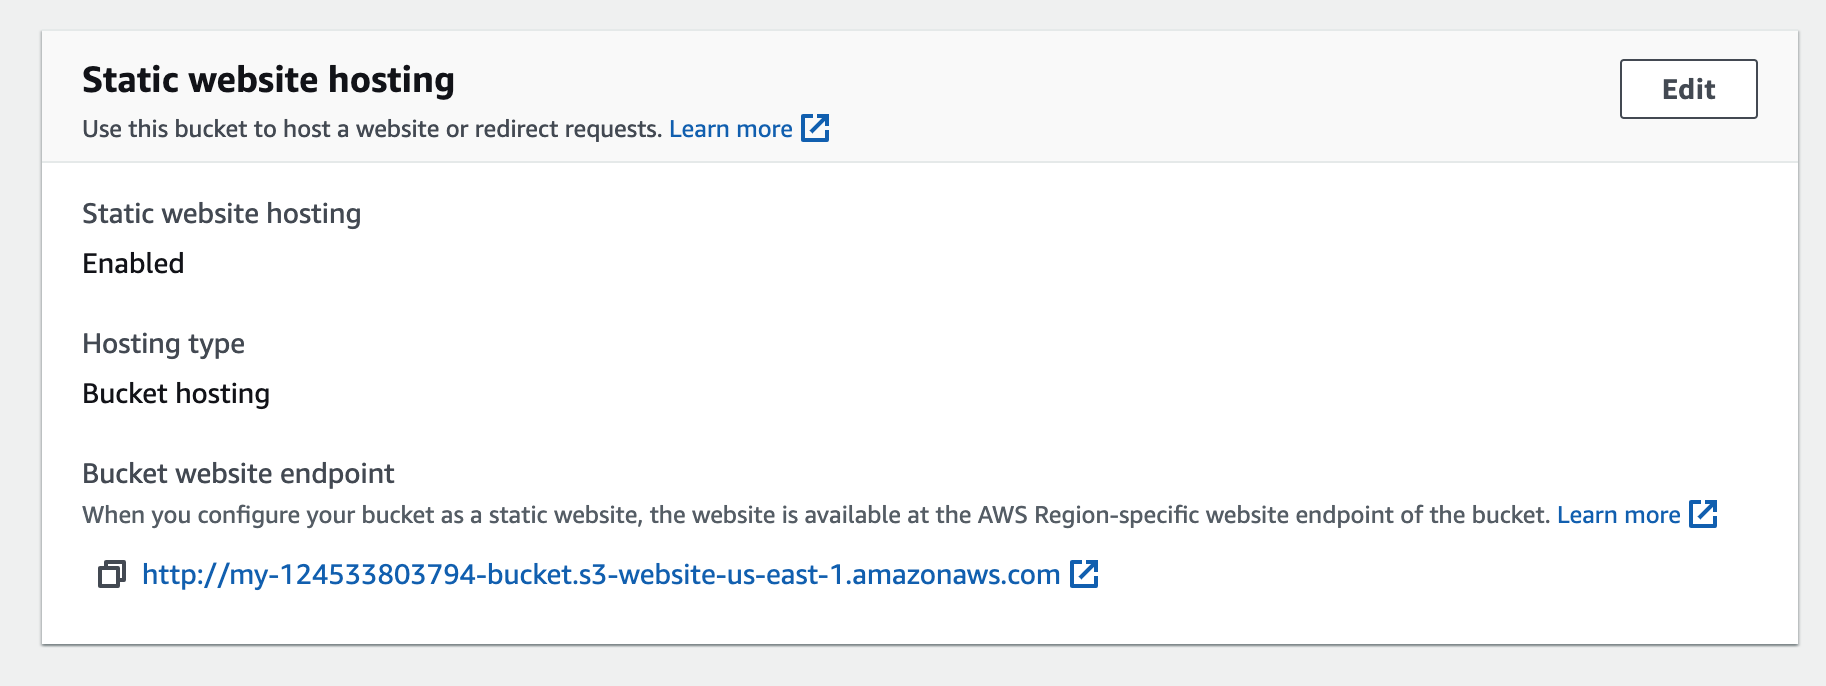 Static website hosting
Edit
Use this bucket to host a website or redirect requests. Learn more
Static website hosting
Enabled
Hosting type
Bucket hosting
Bucket website endpoint
When you configure your bucket as a static website, the website is available at the AWS Region-specific website endpoint of the bucket. Learn more
http://my-124533803794-bucket.s3-website-us-east-1.amazonaws.com